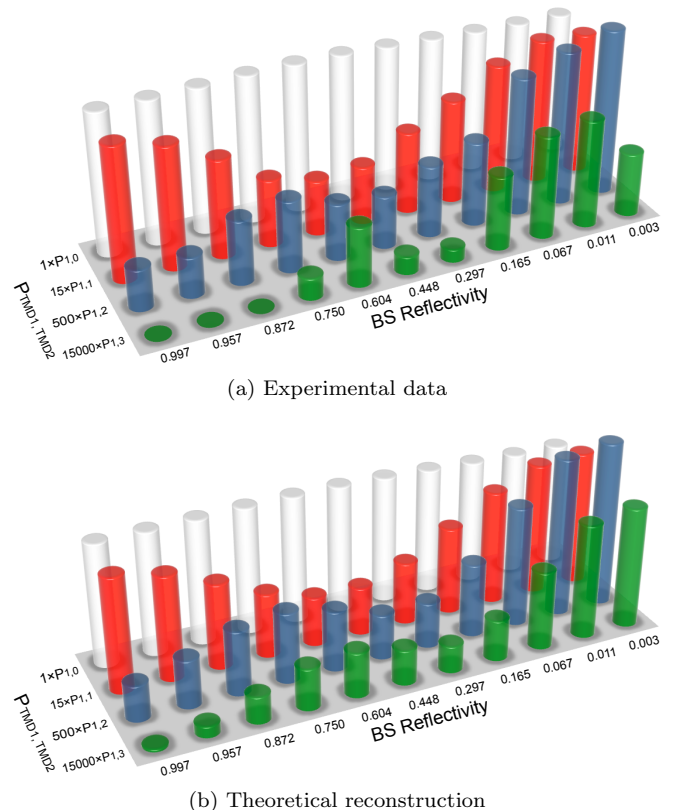 1×P1,0
15×P1,1
500×P1,2
15000×P1,3
PTMD1, TMD2
0.997
0.957
0.872
0.750
0.604
0.448
0.297
0.165
0.067
0.011
0.003
BS Reflectivity
(a) Experimental data
1×P1,0
15×P1,1
500×P1,2
15000×P1,3
PTMD1, TMD2
0.997
0.957
0.872
0.750
0.604
0.448
0.297
0.165
0.067
0.011
0.003
BS Reflectivity
(b) Theoretical reconstruction